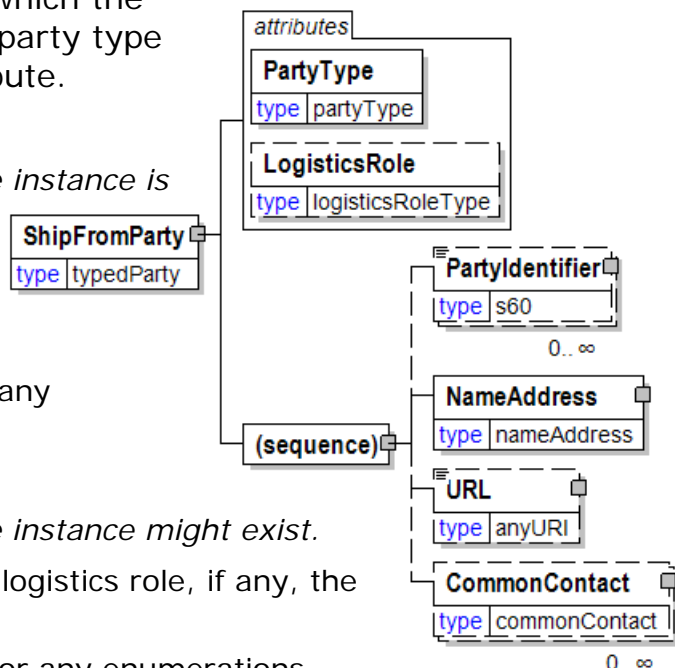 which the
party type
bute.
e instance is
any
e instance might exist.
logistics role, if any, the
or any enumerations
attributes
PartyType
type partyType
LogisticsRole
type logisticsRoleType
ShipFromParty
type typedParty
(sequence)
PartyIdentifier
type s60
0.. ∞
NameAddress
type nameAddress
URL
type anyURI
CommonContact
type commonContact
0.. ∞